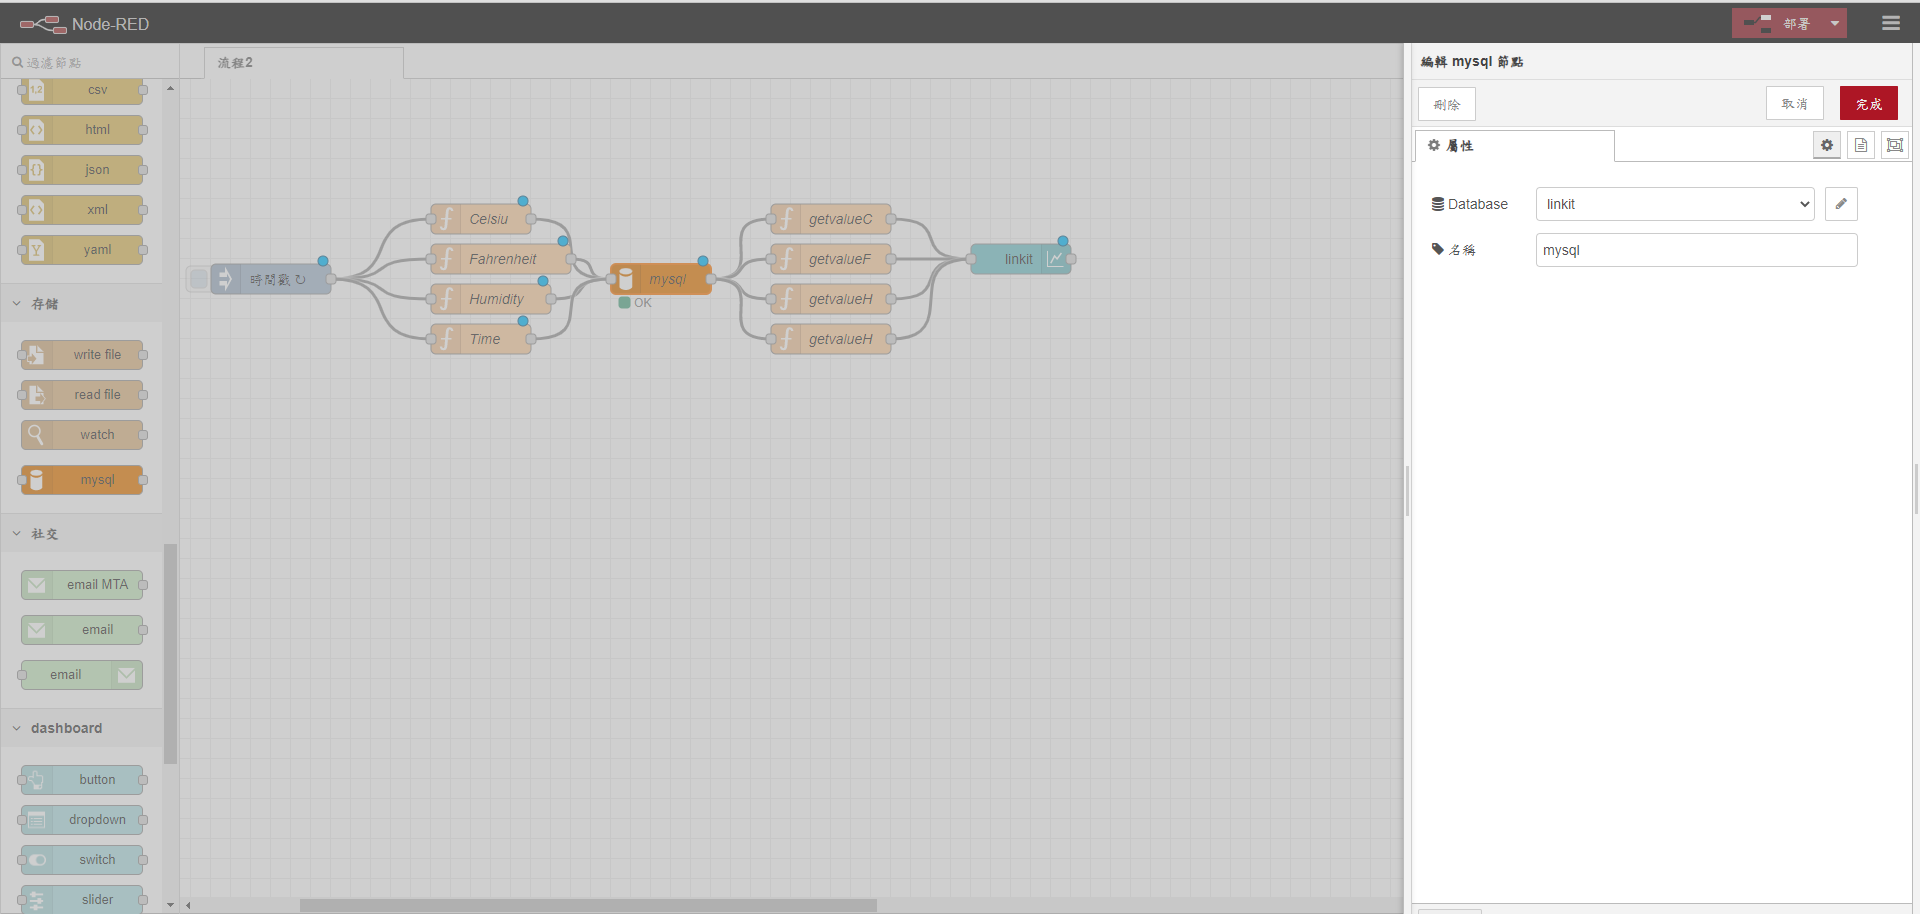 Node-RED
部署
過濾節點
流程2
csv
html
json
xml
yaml
存储
write file
read file
watch
mysql
社交
email MTA
email
email
dashboard
button
dropdown
switch
slider
時間戳 ↻
Celsiu
Fahrenheit
Humidity
Time
mysql
OK
getvalueC
getvalueF
getvalueH
getvalueH
linkit
編輯 mysql 節點
刪除
取消
完成
屬性
Database
linkit
名稱
mysql